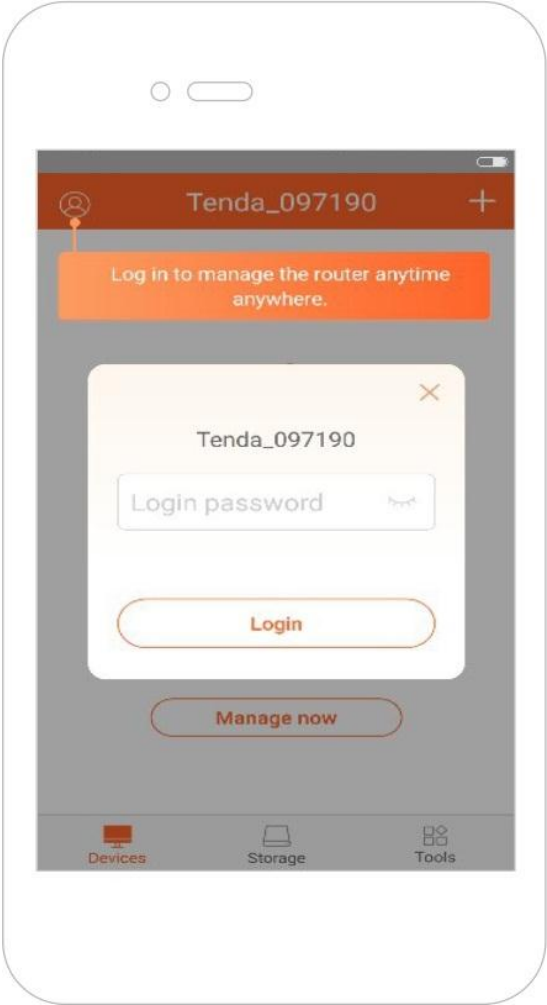 Tenda_097190
Log in to manage the router anytime
anywhere.
Tenda_097190
Login password
Login
Manage now
Devices
Storage
Tools